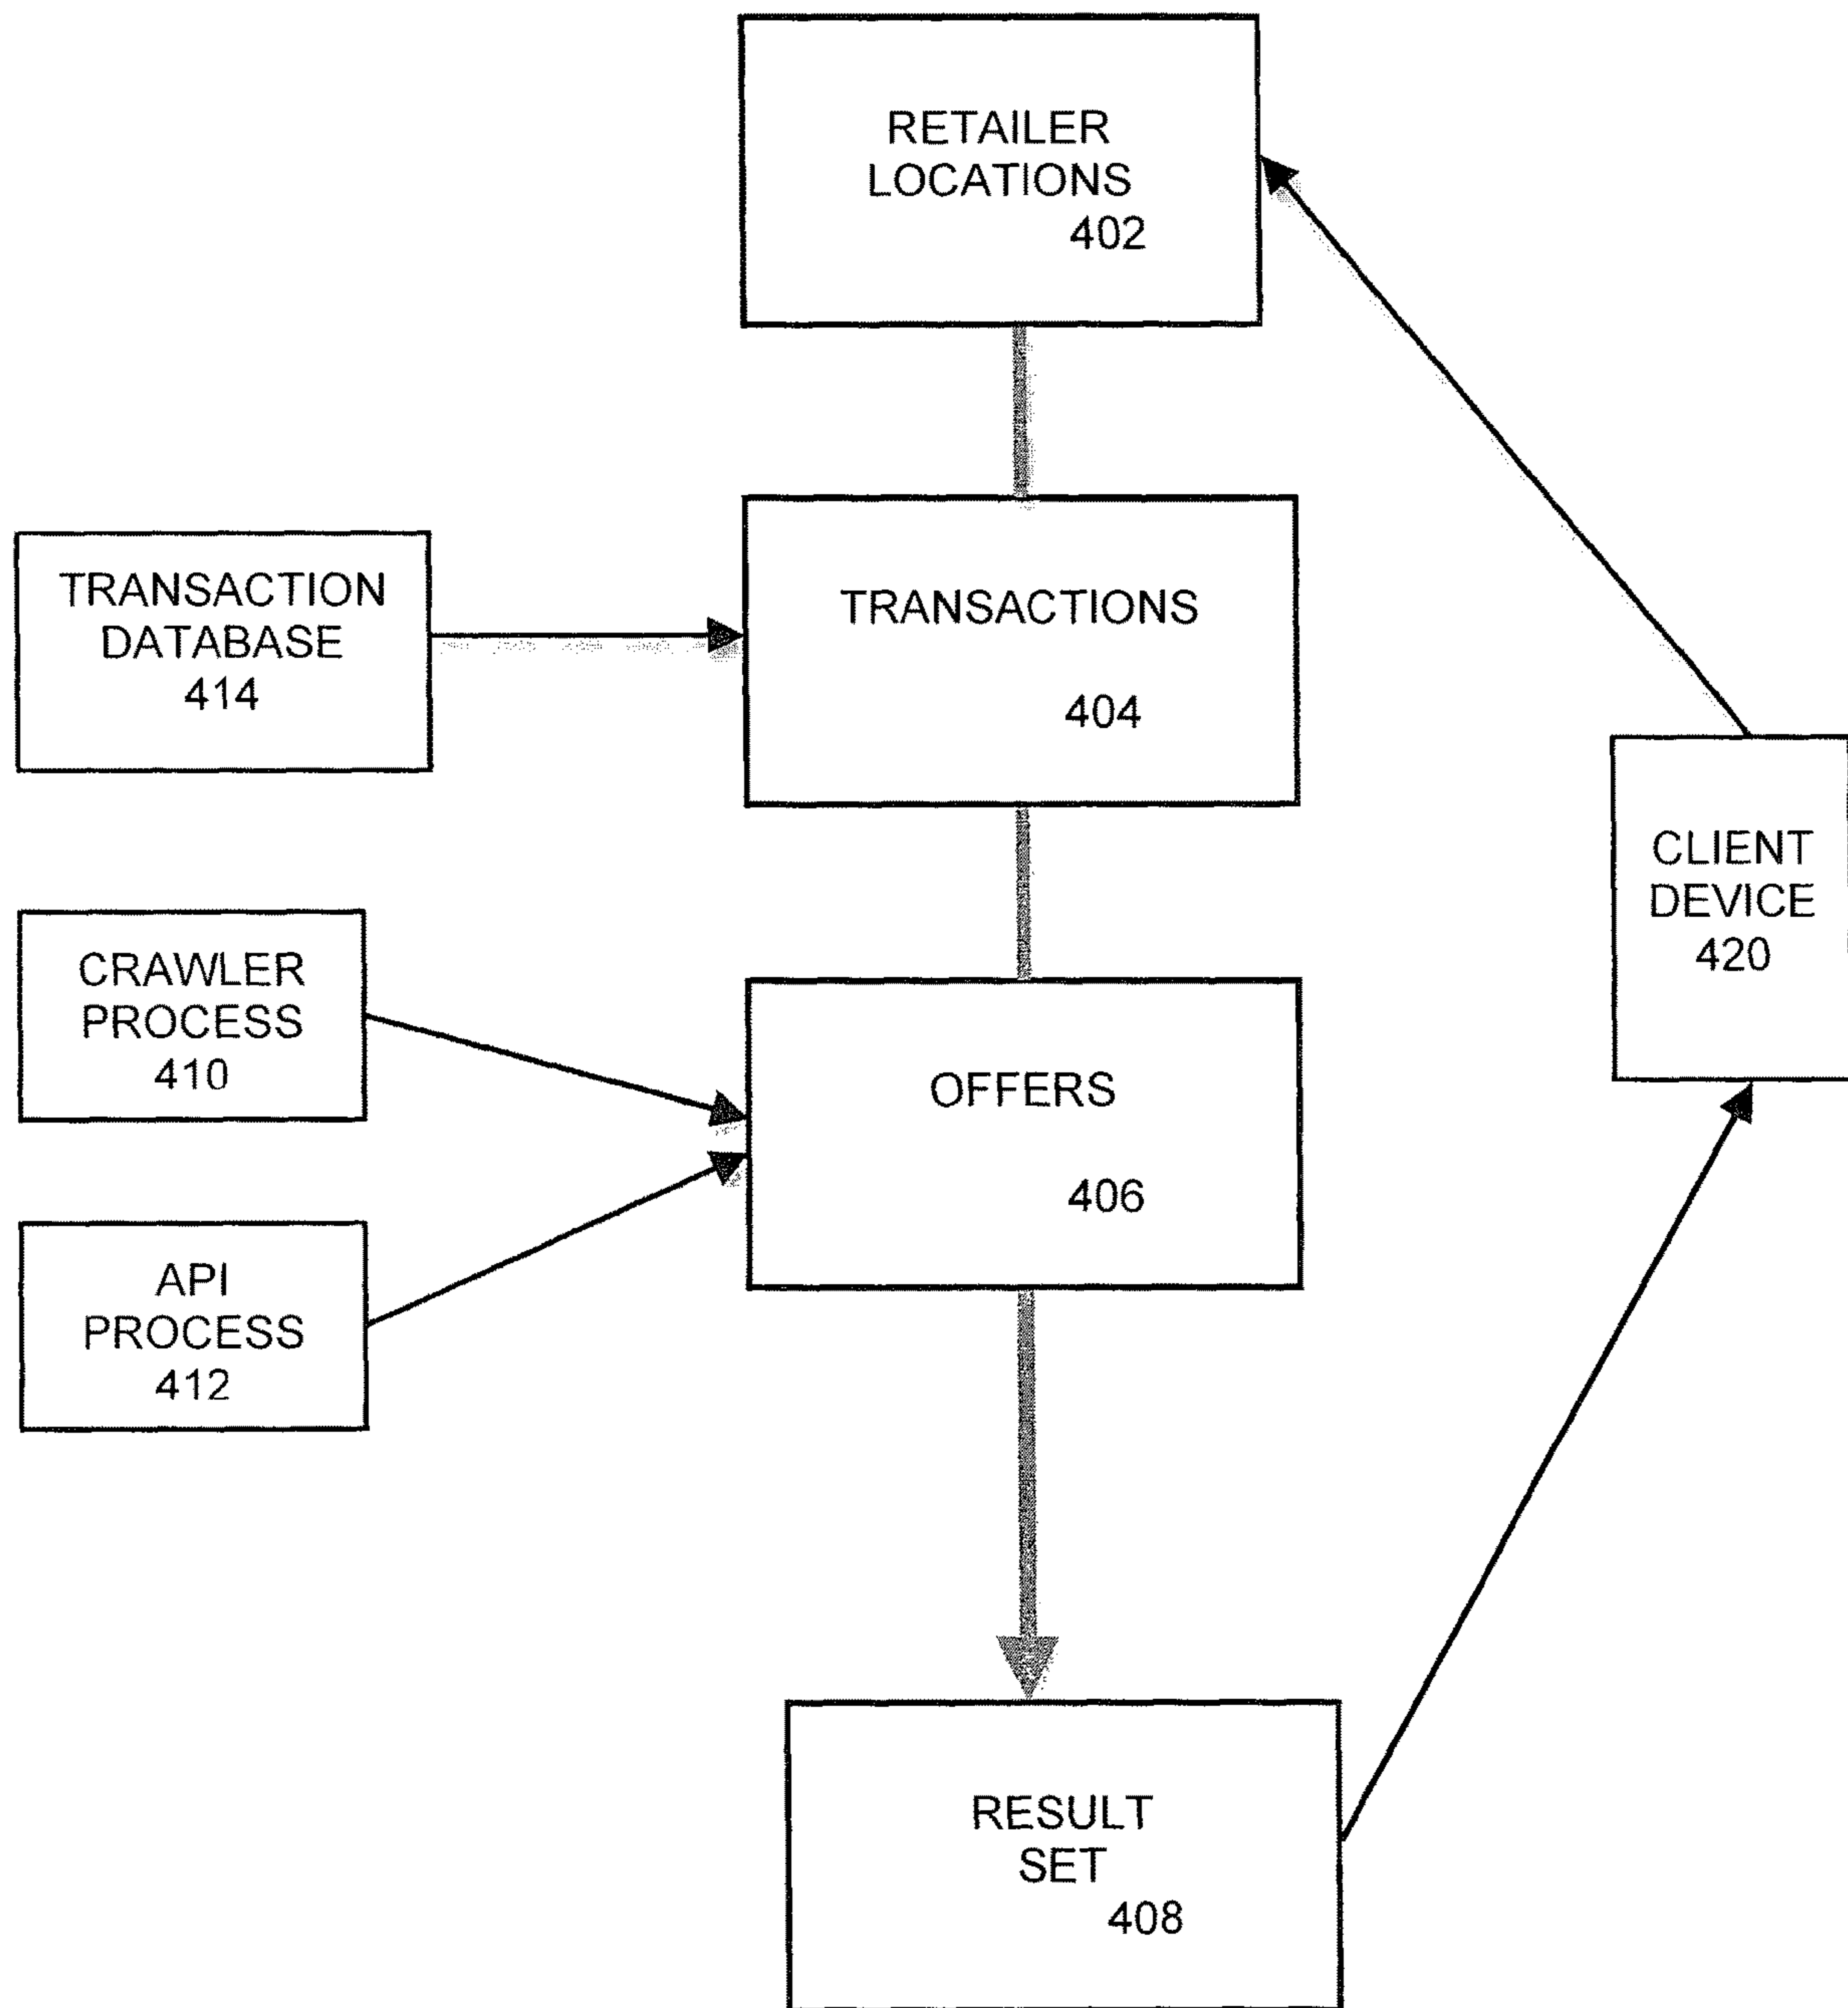 RETAILER
LOCATIONS
402
TRANSACTION
DATABASE
414
TRANSACTIONS
404
CLIENT
DEVICE
420
CRAWLER
PROCESS
410
OFFERS
406
API
PROCESS
412
RESULT
SET
408